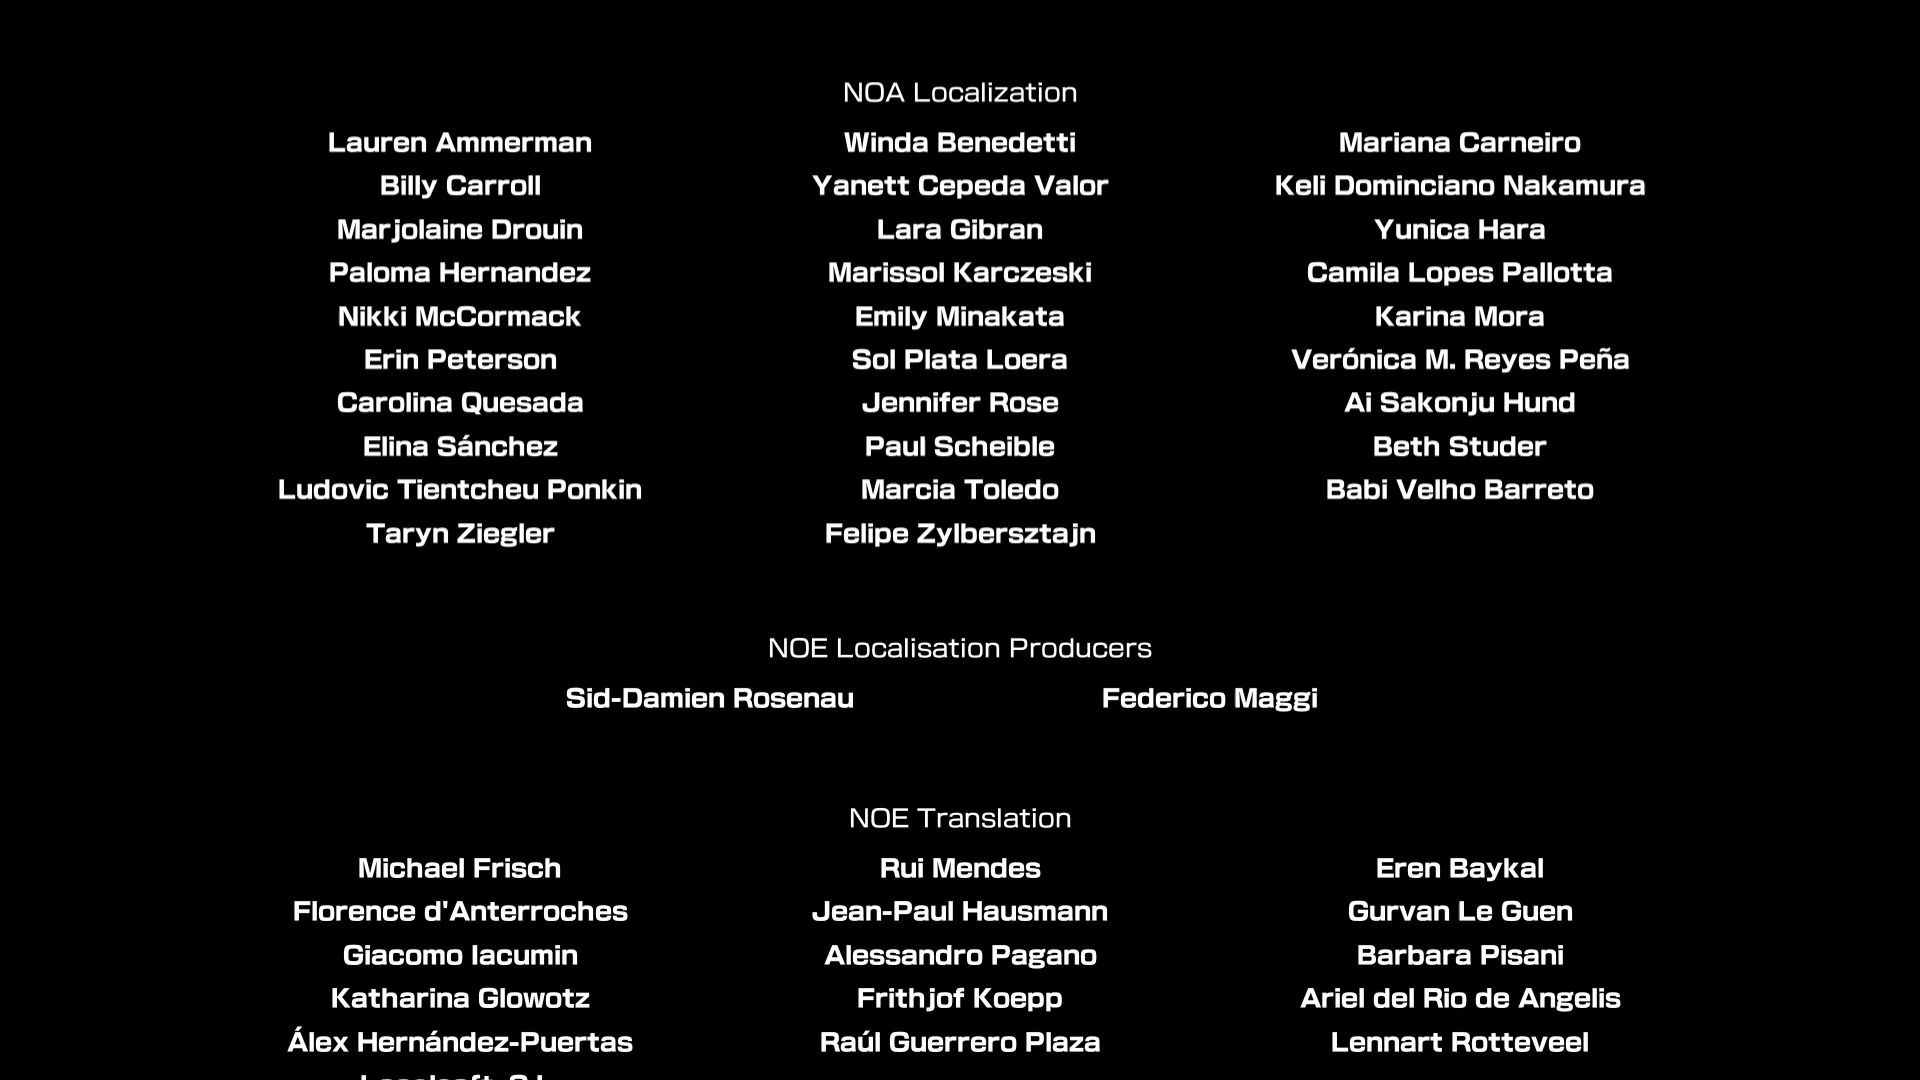 NOA Localization
Lauren Ammerman Winda Benedetti Mariana Carneiro
Billy Carroll Yanett Cepeda Valor Keli Dominciano Nakamura
Marjolaine Drouin Lara Gibran Yunica Hara
Paloma Hernandez Marissol Karczeski Camila Lopes Pallotta
Nikki McCormack Emily Minakata Karina Mora
Erin Peterson Sol Plata Loera Verónica M. Reyes Peña
Carolina Quesada Jennifer Rose Ai Sakonju Hund
Elina Sánchez Paul Scheible Beth Studer
Ludovic Tientcheu Ponkin Marcia Toledo Babi Velho Barreto
Taryn Ziegler Felipe Zylbersztajn
NOE Localisation Producers
Sid-Damien Rosenau Federico Maggi
NOE Translation
Michael Frisch Rui Mendes Eren Baykal
Florence d'Anterroches Jean-Paul Hausmann Gurvan Le Guen
Giacomo Iacumin Alessandro Pagano Barbara Pisani
Katharina Glowotz Frithjof Koepp Ariel del Rio de Angelis
Álex Hernández-Puertas Raúl Guerrero Plaza Lennart Rotteveel